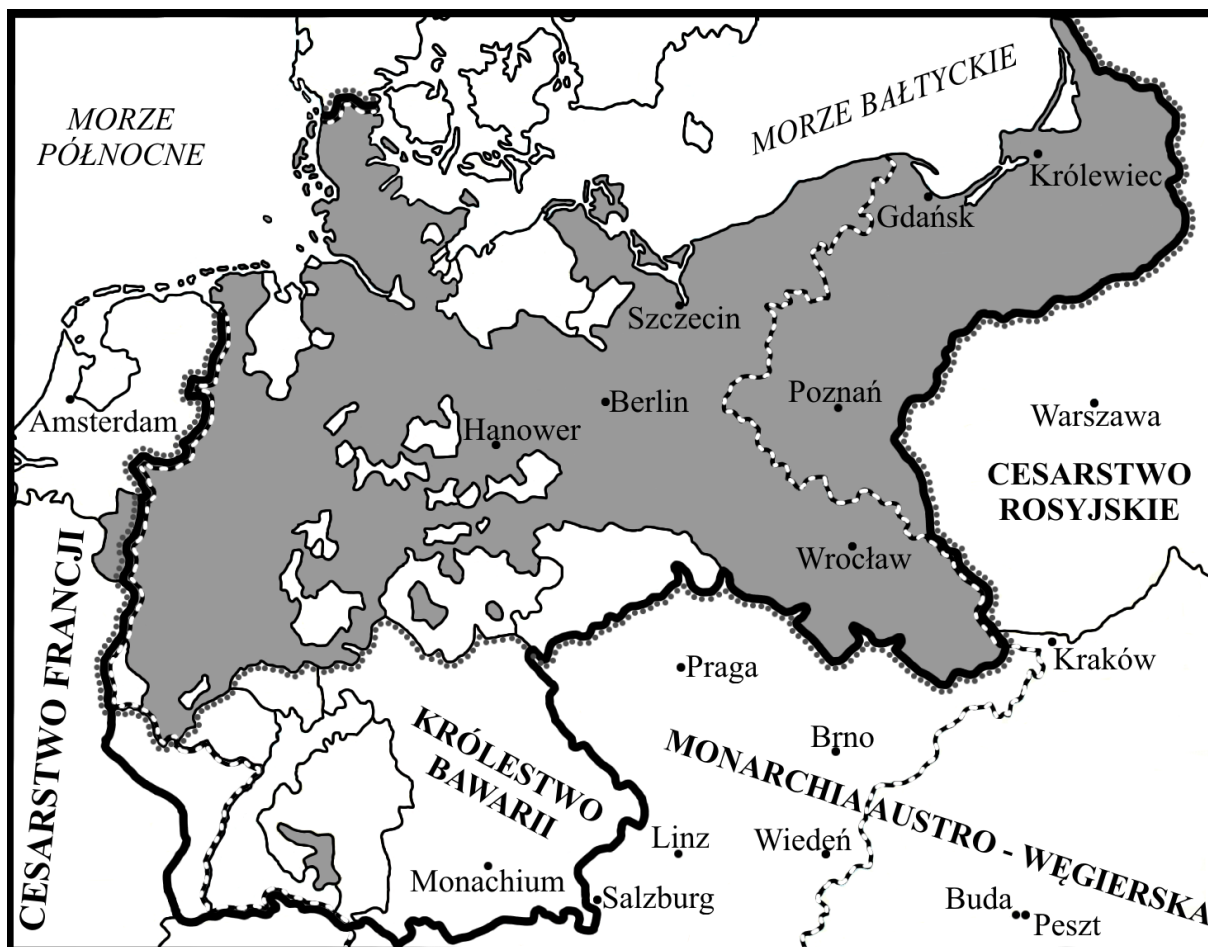 MORZE
PÓŁNOCNE
MORZE BAŁTYCKIE
Królewiec
Gdańsk
Szczecin
Amsterdam
Hanower
Berlin
Poznań
Warszawa
CESARSTWO
ROSYJSKIE
Wrocław
CESARSTWO FRANCJI
Praga
Kraków
KRÓLESTWO
BAWARII
Brno
MONARCHIA AUSTRO - WĘGIERSKA
Linz
Wiedeń
Monachium
Salzburg
Buda
Peszt